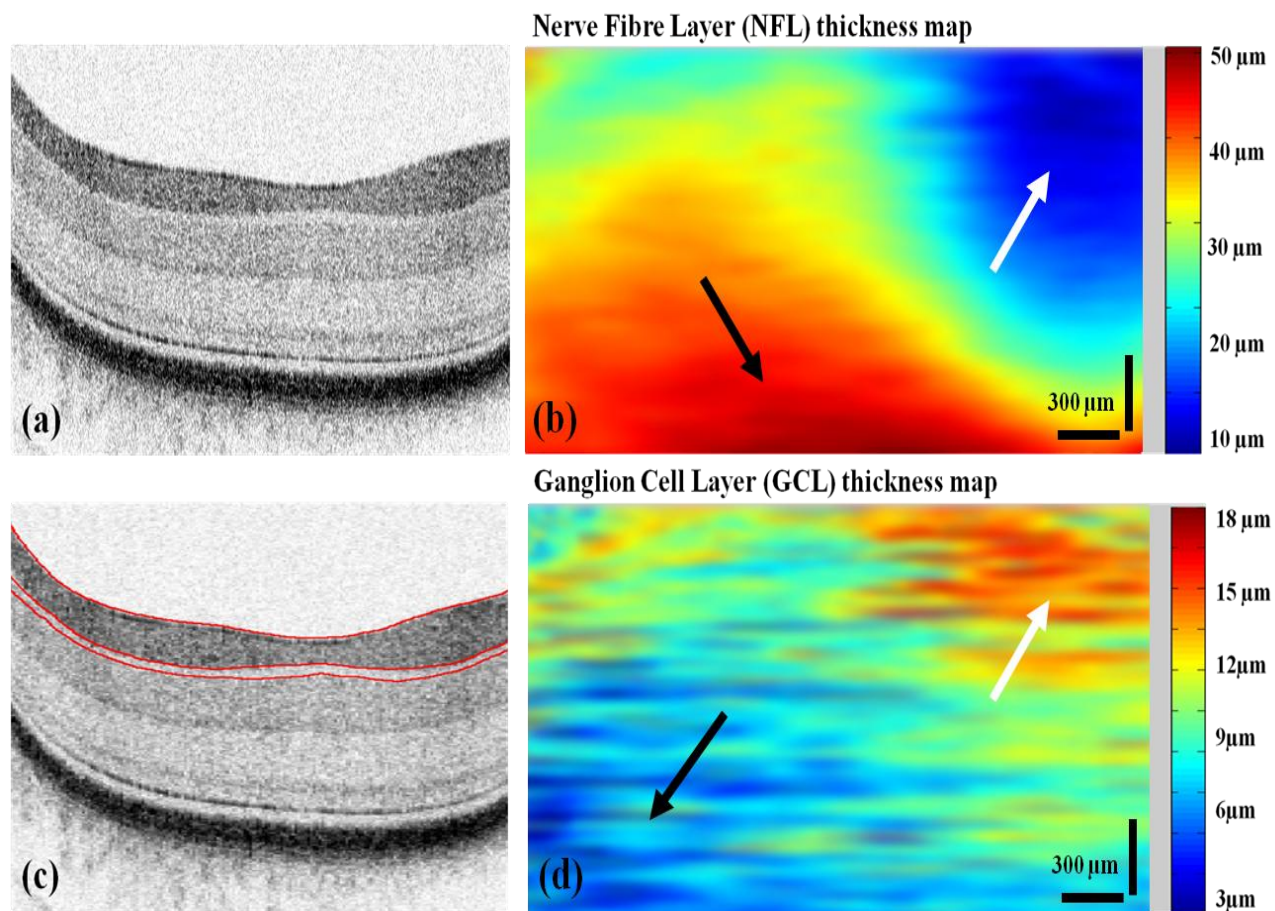 Nerve Fibre Layer (NFL) thickness map
(a)
(b)
300 µm
50 µm
40 µm
30 µm
20 µm
10 µm
Ganglion Cell Layer (GCL) thickness map
(c)
(d)
300 µm
18 µm
15 µm
12µm
9µm
6µm
3µm